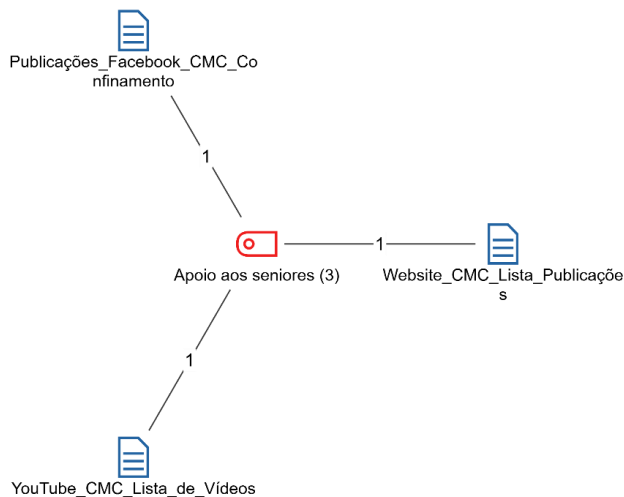 Publicações_Facebook_CMC_Co
nfinamento
1
1
Apoio aos seniores (3)
Website_CMC_Lista_Publicaçõe
s
1
YouTube_CMC_Lista_de_Vídeos